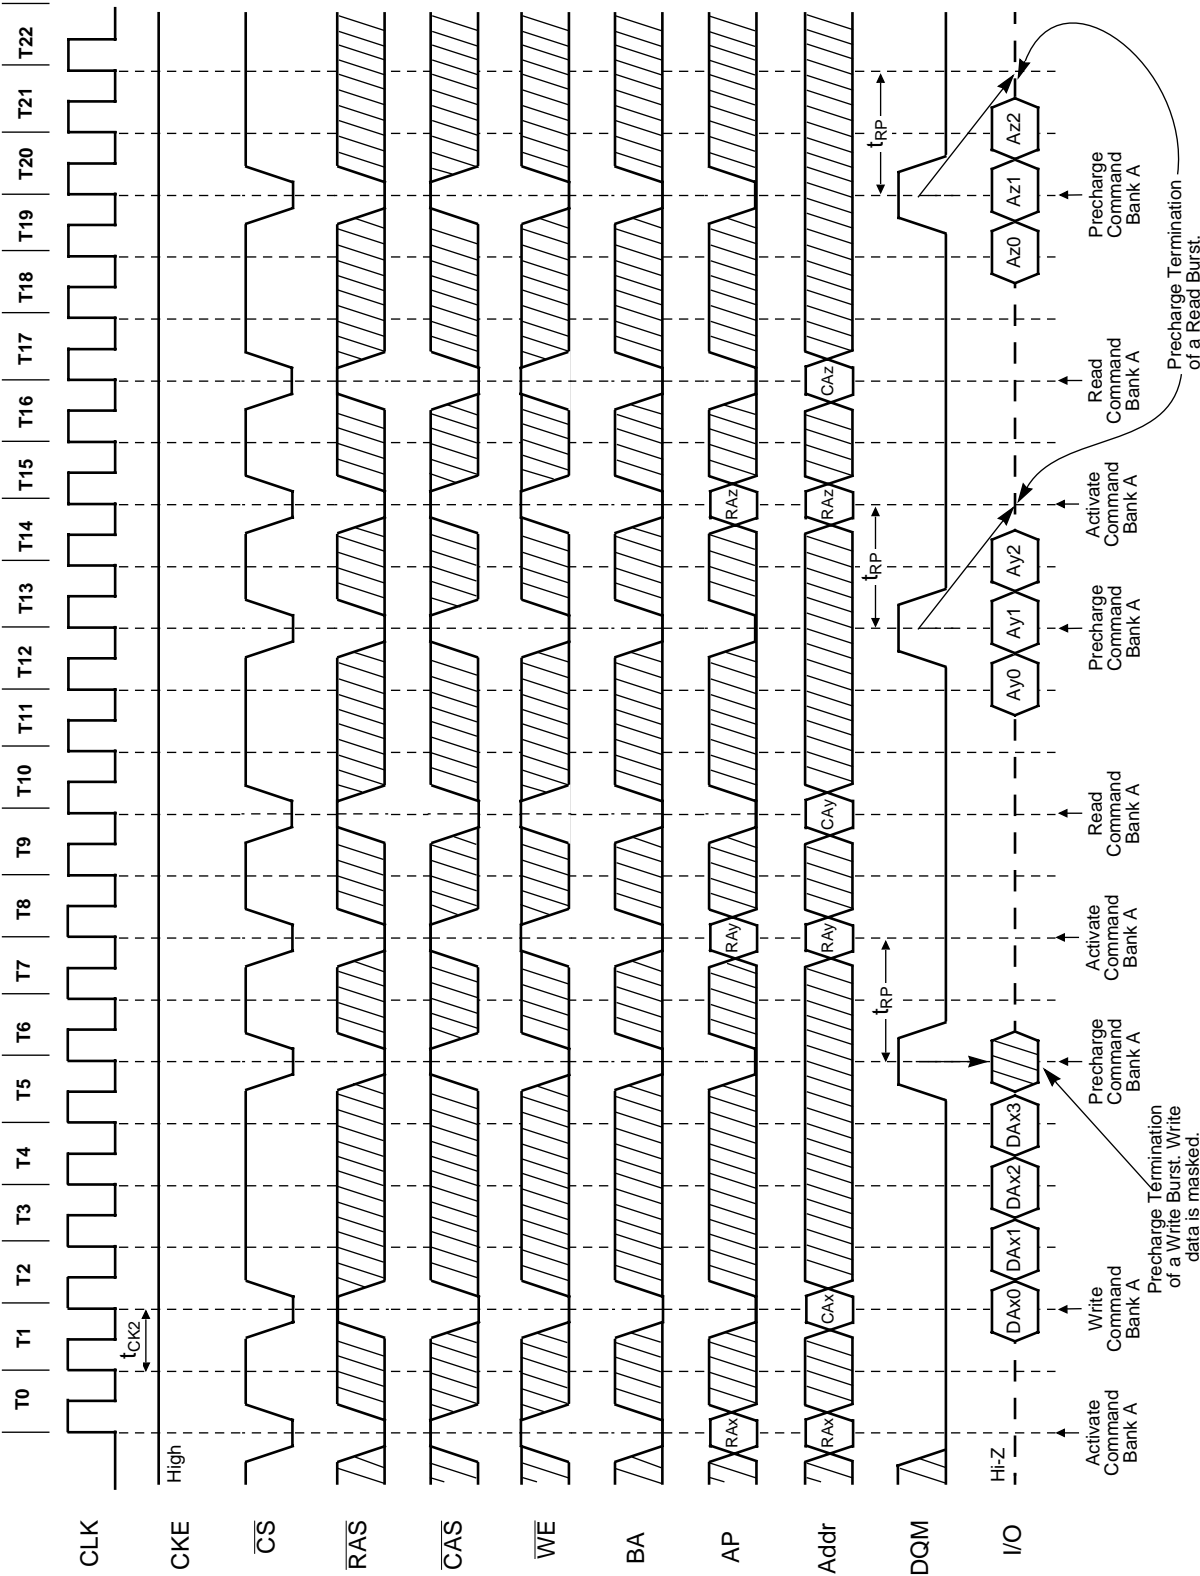 T0 T1 T2 T3 T4 T5 T6 T7 T8 T9 T10 T11 T12 T13 T14 T15 T16 T17 T18 T19 T20 T21 T22
CLK
tCK2
CKE
High
CS
RAS
CAS
WE
BA
AP
RAx
RAy
RAz
Addr
RAx
CAx
RAy
CAy
RAz
CAz
DQM
tRP
tRP
tRP
I/O
Hi-Z
DAx0
DAx1
DAx2
DAx3
Ay0
Ay1
Ay2
Az0
Az1
Az2
Activate
Command
Bank A
Write
Command
Bank A
Precharge
Command
Bank A
Activate
Command
Bank A
Read
Command
Bank A
Precharge
Command
Bank A
Activate
Command
Bank A
Read
Command
Bank A
Precharge
Command
Bank A
Precharge Termination
of a Write Burst. Write
data is masked.
Precharge Termination
of a Read Burst.